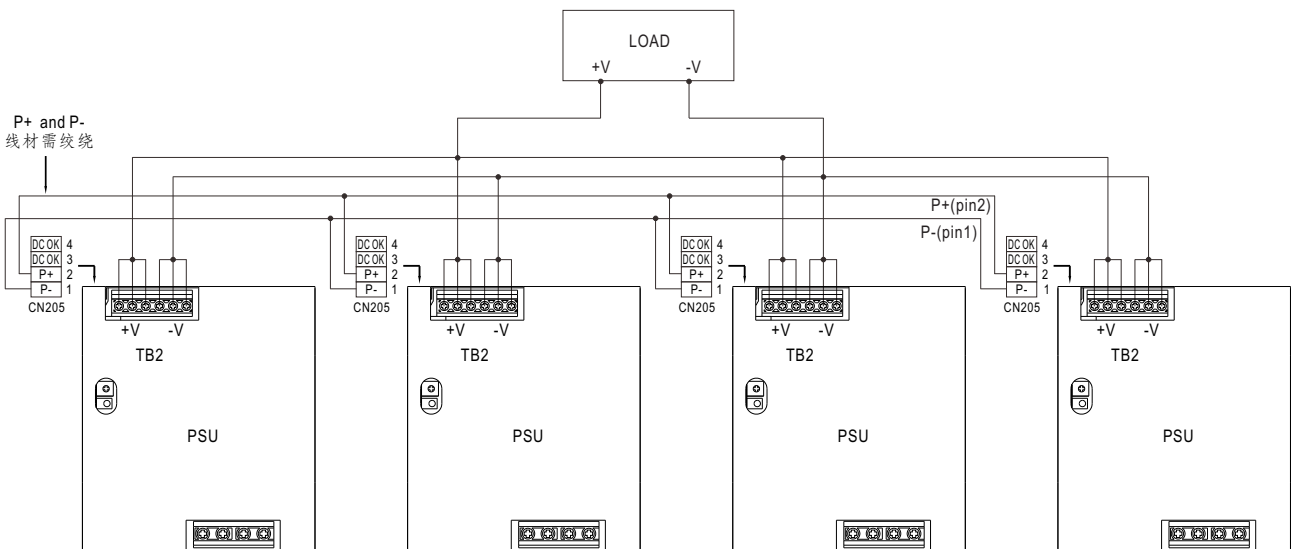 LOAD
+V -V
P+ and P-
线材需绞绕
P+(pin2)
P-(pin1)
DC OK 4
DC OK 3
P+ 2
P- 1
CN205
DC OK 4
DC OK 3
P+ 2
P- 1
CN205
DC OK 4
DC OK 3
P+ 2
P- 1
CN205
DC OK 4
DC OK 3
P+ 2
P- 1
CN205
+V -V
TB2
PSU
+V -V
TB2
PSU
+V -V
TB2
PSU
+V -V
TB2
PSU